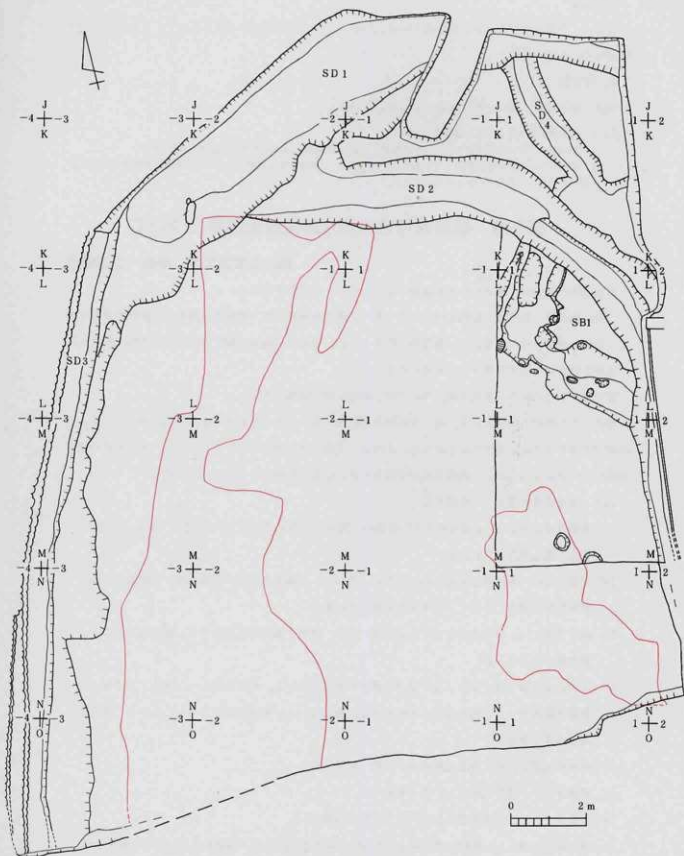 SD1
SD4
J J J J J
-4 -3 -3 -2 -2 -1 -1 1 1 2
K K K K K
SD2
K K K K K
-4 -3 -3 -2 -1 1 -1 1 1 2
L L L L L
SB1
SD3
L L L L L
-4 -3 -3 -2 -2 -1 -1 1 1 2
M M M M M
M M M M M
-4 -3 -3 -2 -2 -1 -1 1 1 2
N N N N N
N N N N N
-4 -3 -3 -2 -2 -1 -1 1 1 2
O O O O O
0 2 m